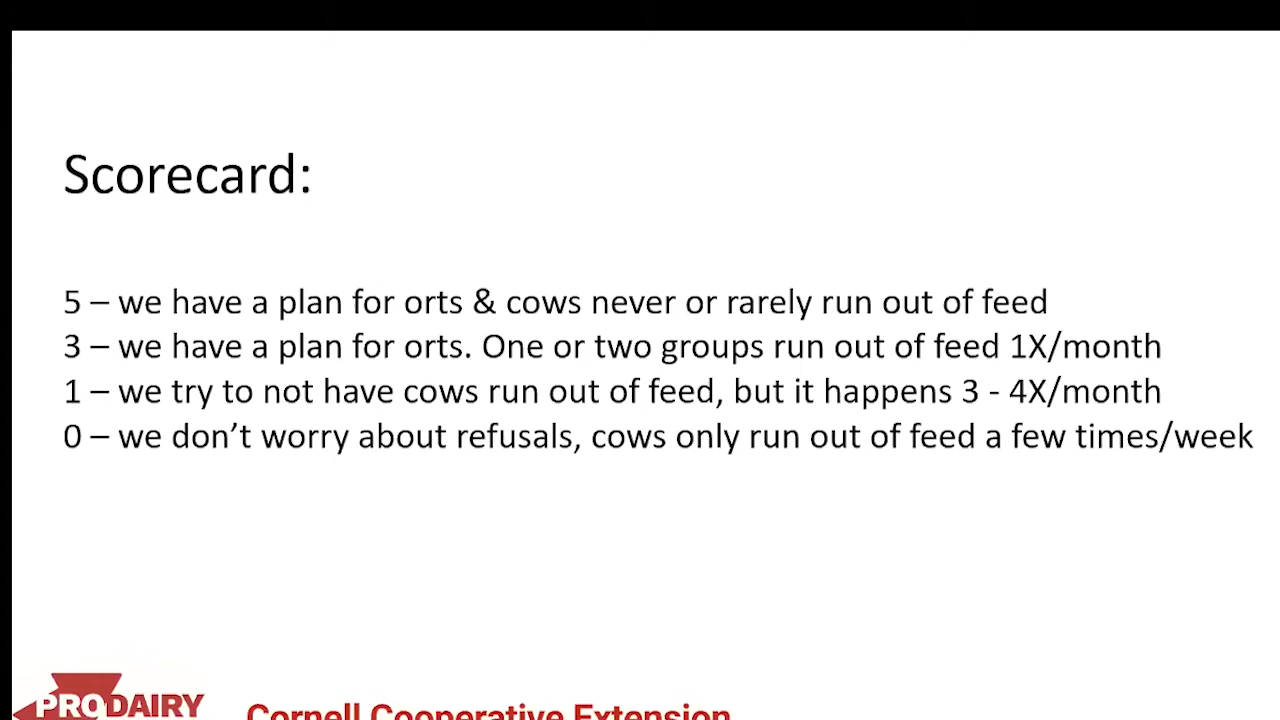 Scorecard:
5 – we have a plan for orts & cows never or rarely run out of feed
3 – we have a plan for orts. One or two groups run out of feed 1X/month
1 – we try to not have cows run out of feed, but it happens 3 - 4X/month
0 – we don’t worry about refusals, cows only run out of feed a few times/week
PRODAIRY
Cornell Cooperative Extension